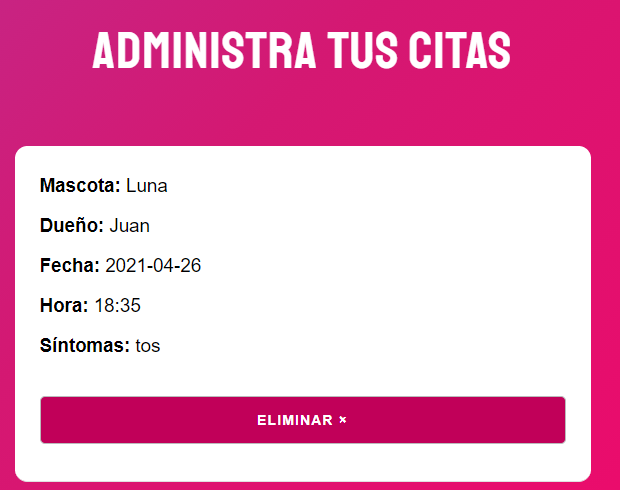 ADMINISTRA TUS CITAS
Mascota: Luna
Dueño: Juan
Fecha: 2021-04-26
Hora: 18:35
Síntomas: tos
ELIMINAR ×